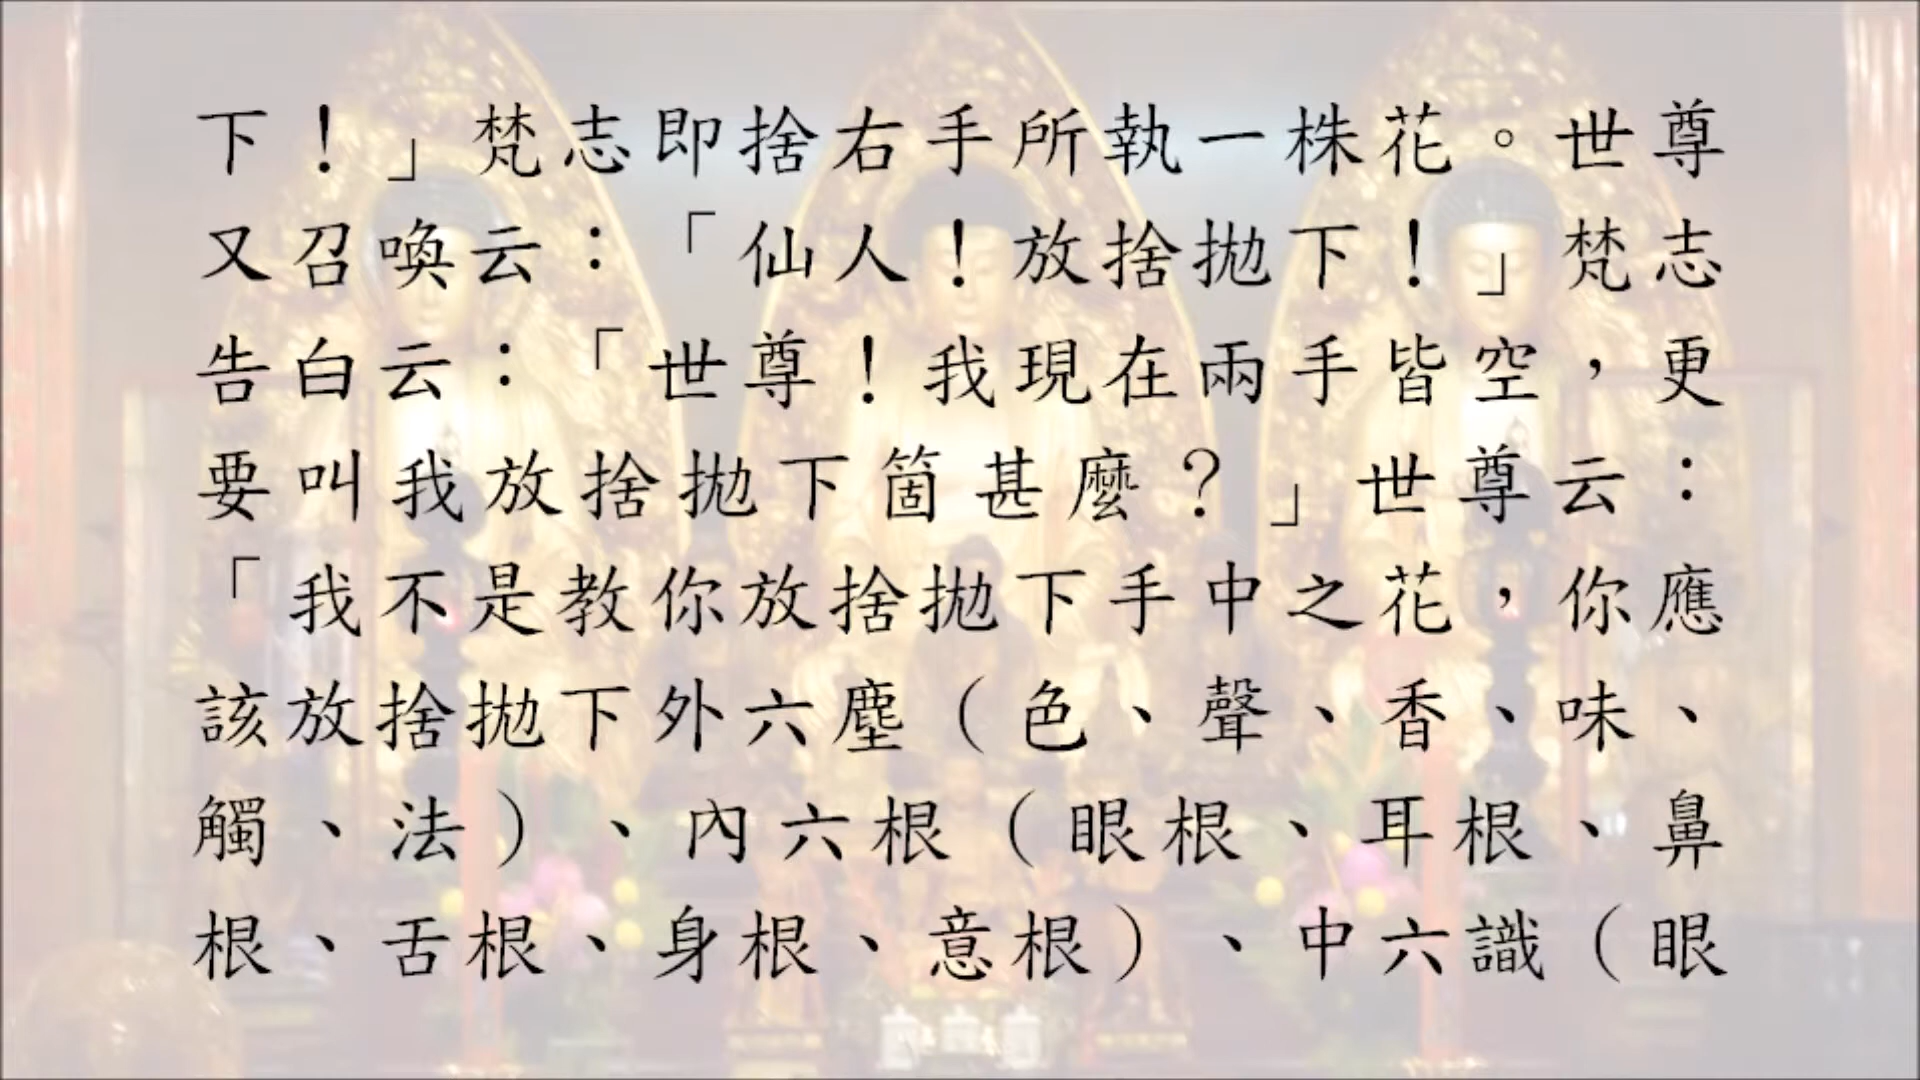 下！」梵志即捨右手所執一株花。世尊
又召喚云：「仙人！放捨拋下！」梵志
告白云：「世尊！我現在兩手皆空，更
要叫我放捨拋下箇甚麼？」世尊云：
「我不是教你放捨拋下手中之花，你應
該放捨拋下外六塵（色、聲、香、味、
觸、法）、內六根（眼根、耳根、鼻
根、舌根、身根、意根）、中六識（眼